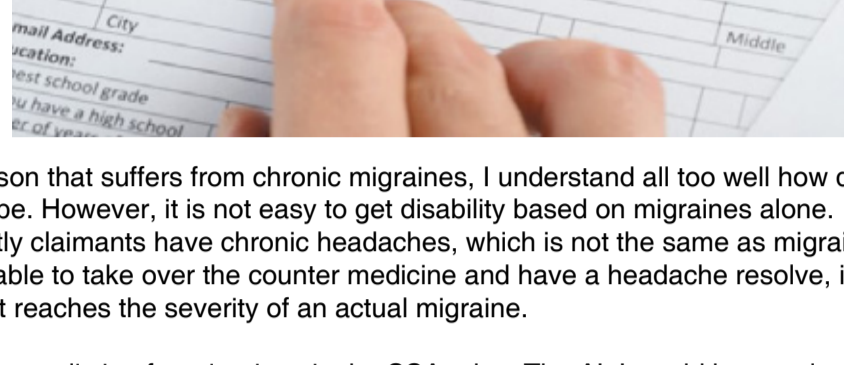 City
mail Address:
Middle
ucation:
est school grade
ou have a high school
er of years
son that suffers from chronic migraines, I understand all too well how
be. However, it is not easy to get disability based on migraines alone.
tly claimants have chronic headaches, which is not the same as migrai
able to take over the counter medicine and have a headache resolve, i
t reaches the severity of an actual migraine.